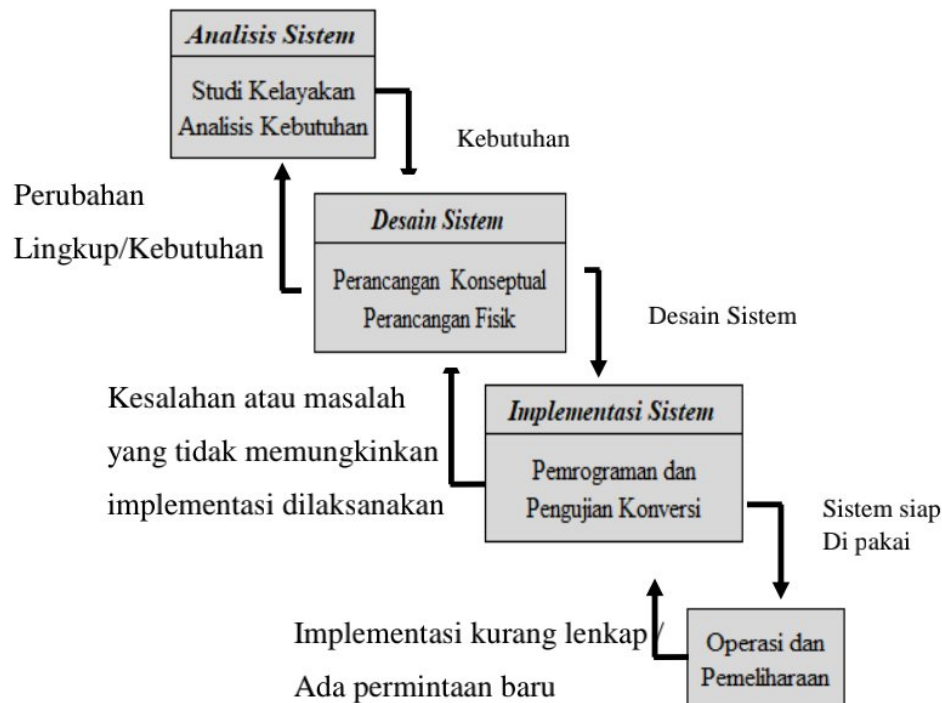 Analisis Sistem
Studi Kelayakan
Analisis Kebutuhan
Kebutuhan
Perubahan
Lingkup/Kebutuhan
Desain Sistem
Perancangan Konseptual
Perancangan Fisik
Desain Sistem
Kesalahan atau masalah
yang tidak memungkinkan
implementasi dilaksanakan
Implementasi Sistem
Pemrograman dan
Pengujian Konversi
Sistem siap
Di pakai
Implementasi kurang lenkap /
Ada permintaan baru
Operasi dan
Pemeliharaan